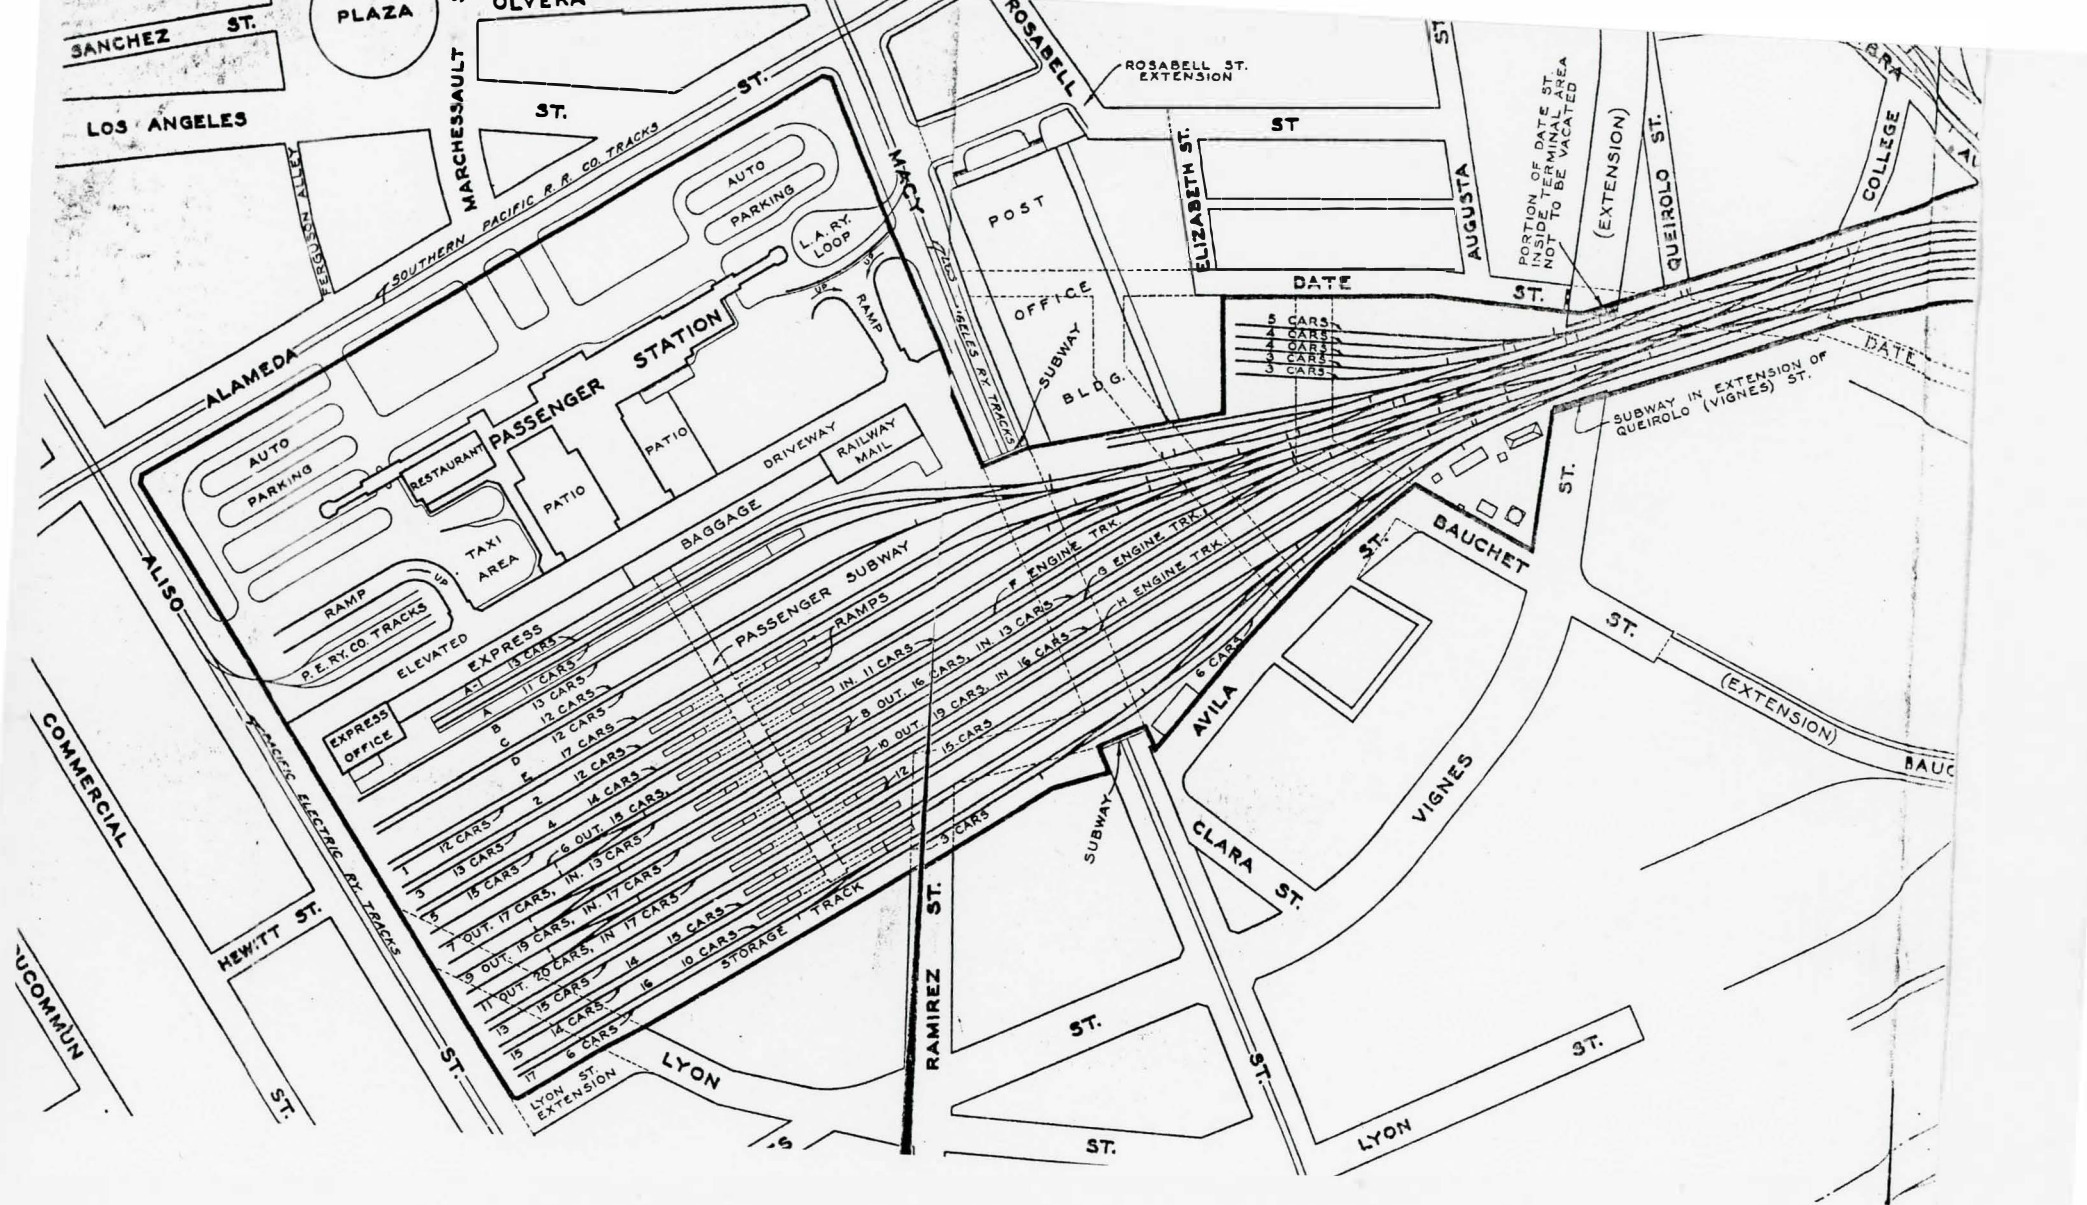 PLAZA
OLVERA
SANCHEZ ST.
LOS ANGELES ST.
MARCHESSAULT
FERGUSON ALLEY
SOUTHERN PACIFIC R. R. CO. TRACKS
ALAMEDA ST.
MACY
ROSABELL
ROSABELL ST.
EXTENSION
ST
ST.
ELIZABETH ST.
AUGUSTA
DATE ST.
PORTION OF DATE ST.
INSIDE TERMINAL AREA
NOT TO BE VACATED
(EXTENSION)
QUEIROLO ST.
COLLEGE
DATE
SUBWAY IN EXTENSION OF
QUEIROLO (VIGNES) ST.
AUTO
PARKING
L.A. RY.
LOOP
UP
UP
RAMP
POST
OFFICE
BLDG.
SUBWAY
RY. TRACKS
5 CARS
4 CARS
4 CARS
3 CARS
3 CARS
PASSENGER STATION
RESTAURANT
PATIO
PATIO
AUTO
PARKING
TAXI
AREA
UP
RAMP
P. E. RY. CO. TRACKS
ELEVATED
DRIVEWAY
RAILWAY
MAIL
BAGGAGE
EXPRESS
EXPRESS
OFFICE
PASSENGER SUBWAY
RAMPS
A-1 13 CARS
A 11 CARS
B 13 CARS
C 12 CARS
D 12 CARS
E 17 CARS
F ENGINE TRK.
G ENGINE TRK.
H ENGINE TRK.
1 12 CARS
2 12 CARS
3 13 CARS
4 14 CARS
5 15 CARS
6 OUT. 15 CARS, IN. 11 CARS
7 OUT. 17 CARS, IN. 13 CARS
8 OUT. 16 CARS, IN. 13 CARS
9 OUT. 19 CARS, IN. 17 CARS
10 OUT. 19 CARS, IN 16 CARS
11 OUT. 20 CARS, IN 17 CARS
12 15 CARS
13 15 CARS
14 15 CARS
15 14 CARS
16 10 CARS
17 6 CARS
STORAGE TRACK
3 CARS
6 CARS
ALISO ST.
PACIFIC ELECTRIC RY. TRACKS
COMMERCIAL ST.
HEWITT ST.
DUCOMMUN
LYON ST.
EXTENSION
LYON
RAMIREZ ST.
SUBWAY
AVILA ST.
BAUCHET ST.
ST.
(EXTENSION)
BAUC
VIGNES
CLARA ST.
ST.
ST.
ST.
LYON ST.